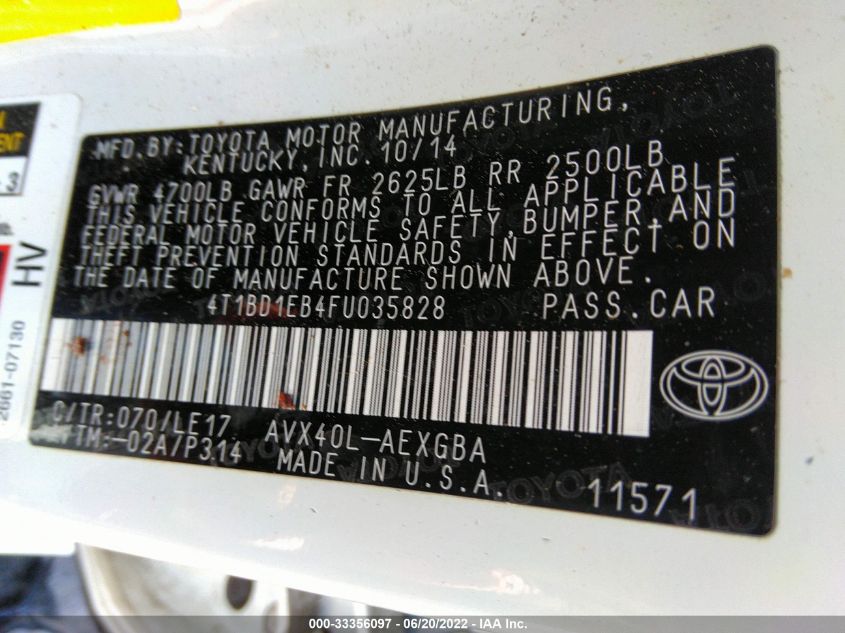 MFD. BY: TOYOTA MOTOR MANUFACTURING,
KENTUCKY, INC. 10/14
GVWR 4700LB GAWR FR 2625LB RR 2500LB
THIS VEHICLE CONFORMS TO ALL APPLICABLE
FEDERAL MOTOR VEHICLE SAFETY, BUMPER, AND
THEFT PREVENTION STANDARDS IN EFFECT ON
THE DATE OF MANUFACTURE SHOWN ABOVE.
4T1BD1EB4FU035828 PASS. CAR
C/TR: 070/LE17 AVX40L-AEXGBA
TM: -02A/P314 MADE IN U.S.A. 11571
HV
2661-07130
000-33356097 - 06/20/2022 - IAA Inc.